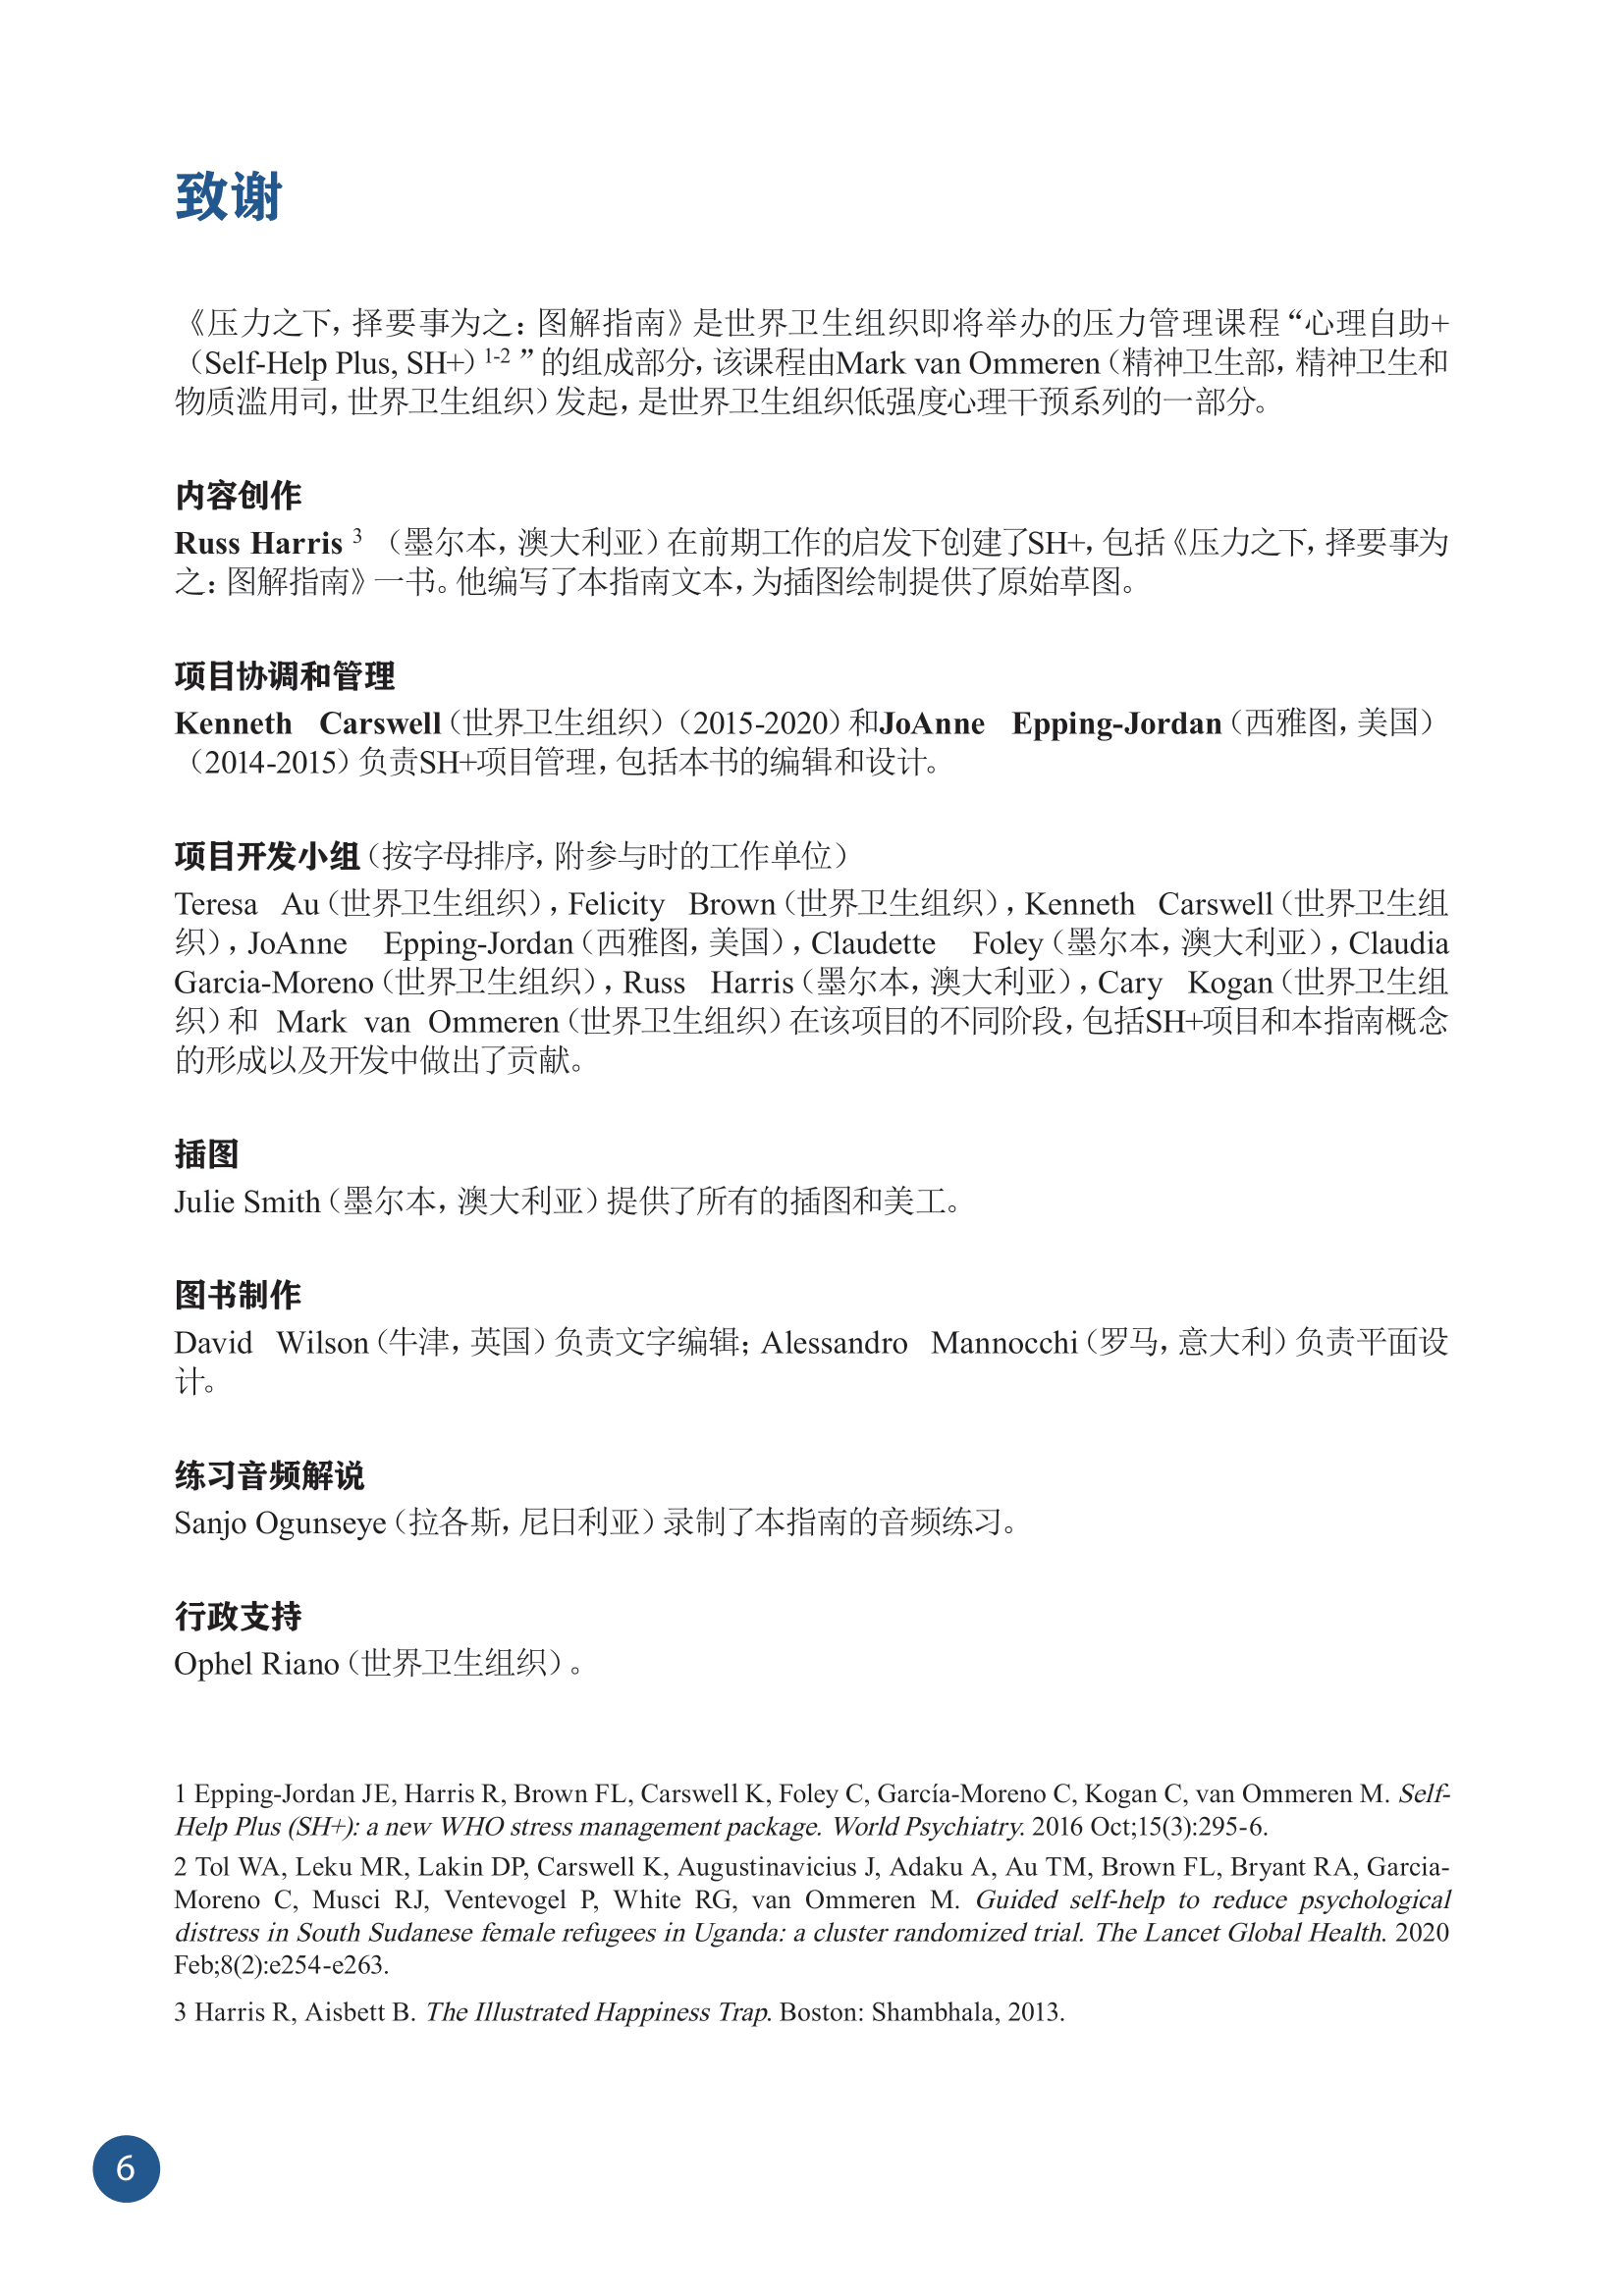 致谢
《压力之下，择要事为之：图解指南》是世界卫生组织即将举办的压力管理课程“心理自助+
（Self-Help Plus, SH+）1-2 ”的组成部分，该课程由Mark van Ommeren（精神卫生部，精神卫生和
物质滥用司，世界卫生组织）发起，是世界卫生组织低强度心理干预系列的一部分。
内容创作
Russ Harris 3 （墨尔本，澳大利亚）在前期工作的启发下创建了SH+，包括《压力之下，择要事为
之：图解指南》一书。他编写了本指南文本，为插图绘制提供了原始草图。
项目协调和管理
Kenneth Carswell（世界卫生组织）（2015-2020）和JoAnne Epping-Jordan（西雅图，美国）
（2014-2015）负责SH+项目管理，包括本书的编辑和设计。
项目开发小组（按字母排序，附参与时的工作单位）
Teresa Au（世界卫生组织），Felicity Brown（世界卫生组织），Kenneth Carswell（世界卫生组
织），JoAnne Epping-Jordan（西雅图，美国），Claudette Foley（墨尔本，澳大利亚），Claudia
Garcia-Moreno（世界卫生组织），Russ Harris（墨尔本，澳大利亚），Cary Kogan（世界卫生组
织）和 Mark van Ommeren（世界卫生组织）在该项目的不同阶段，包括SH+项目和本指南概念
的形成以及开发中做出了贡献。
插图
Julie Smith（墨尔本，澳大利亚）提供了所有的插图和美工。
图书制作
David Wilson（牛津，英国）负责文字编辑；Alessandro Mannocchi（罗马，意大利）负责平面设
计。
练习音频解说
Sanjo Ogunseye（拉各斯，尼日利亚）录制了本指南的音频练习。
行政支持
Ophel Riano（世界卫生组织）。
1 Epping-Jordan JE, Harris R, Brown FL, Carswell K, Foley C, García-Moreno C, Kogan C, van Ommeren M. Self-
Help Plus (SH+): a new WHO stress management package. World Psychiatry. 2016 Oct;15(3):295-6.
2 Tol WA, Leku MR, Lakin DP, Carswell K, Augustinavicius J, Adaku A, Au TM, Brown FL, Bryant RA, Garcia-
Moreno C, Musci RJ, Ventevogel P, White RG, van Ommeren M. Guided self-help to reduce psychological
distress in South Sudanese female refugees in Uganda: a cluster randomized trial. The Lancet Global Health. 2020
Feb;8(2):e254-e263.
3 Harris R, Aisbett B. The Illustrated Happiness Trap. Boston: Shambhala, 2013.
6